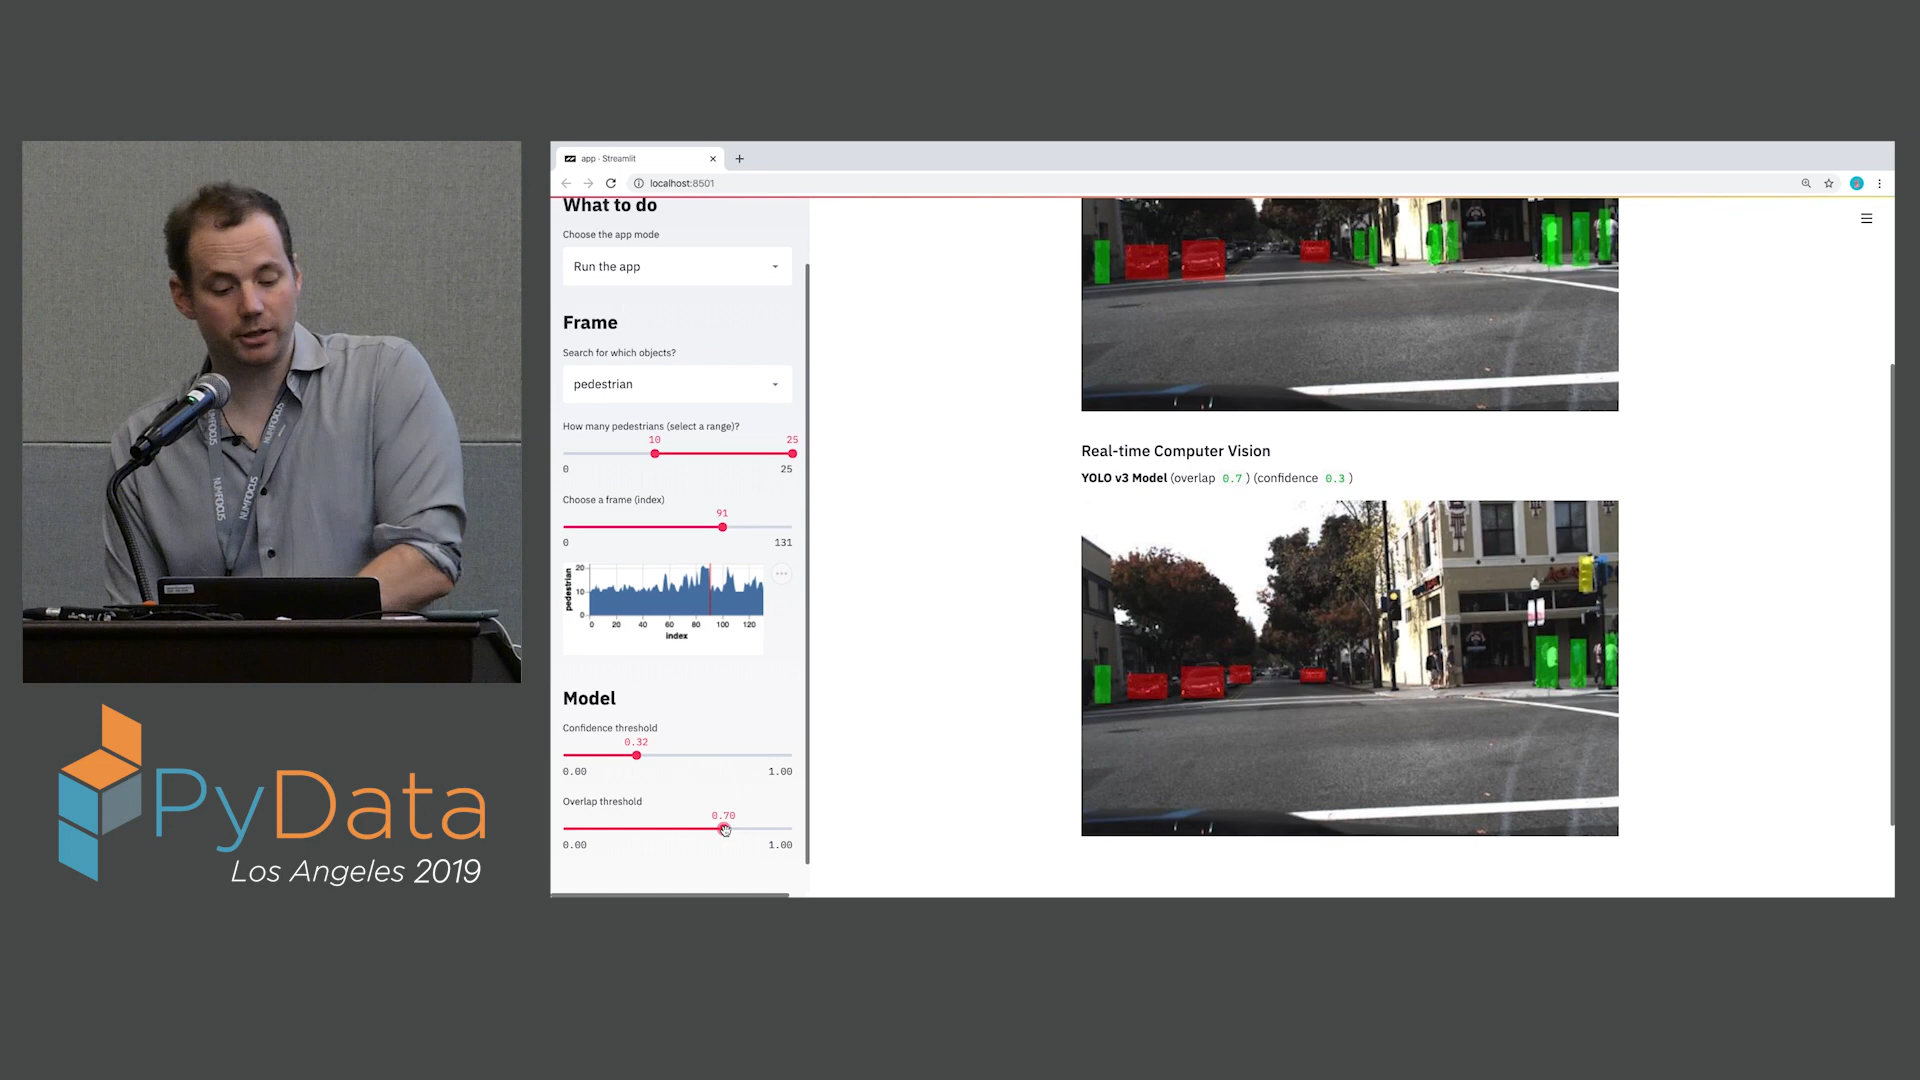 app · Streamlit
localhost:8501
What to do
Choose the app mode
Run the app
Frame
Search for which objects?
pedestrian
How many pedestrians (select a range)?
10 25
0 25
Choose a frame (index)
91
0 131
pedestrian
20
10
0
0 20 40 60 80 100 120
index
Model
Confidence threshold
0.32
0.00 1.00
Overlap threshold
0.70
0.00 1.00
Real-time Computer Vision
YOLO v3 Model (overlap 0.7 ) (confidence 0.3 )
NUMFOCUS
NUMFOCUS
NUMFOCUS
NUMFOCUS
PyData
Los Angeles 2019